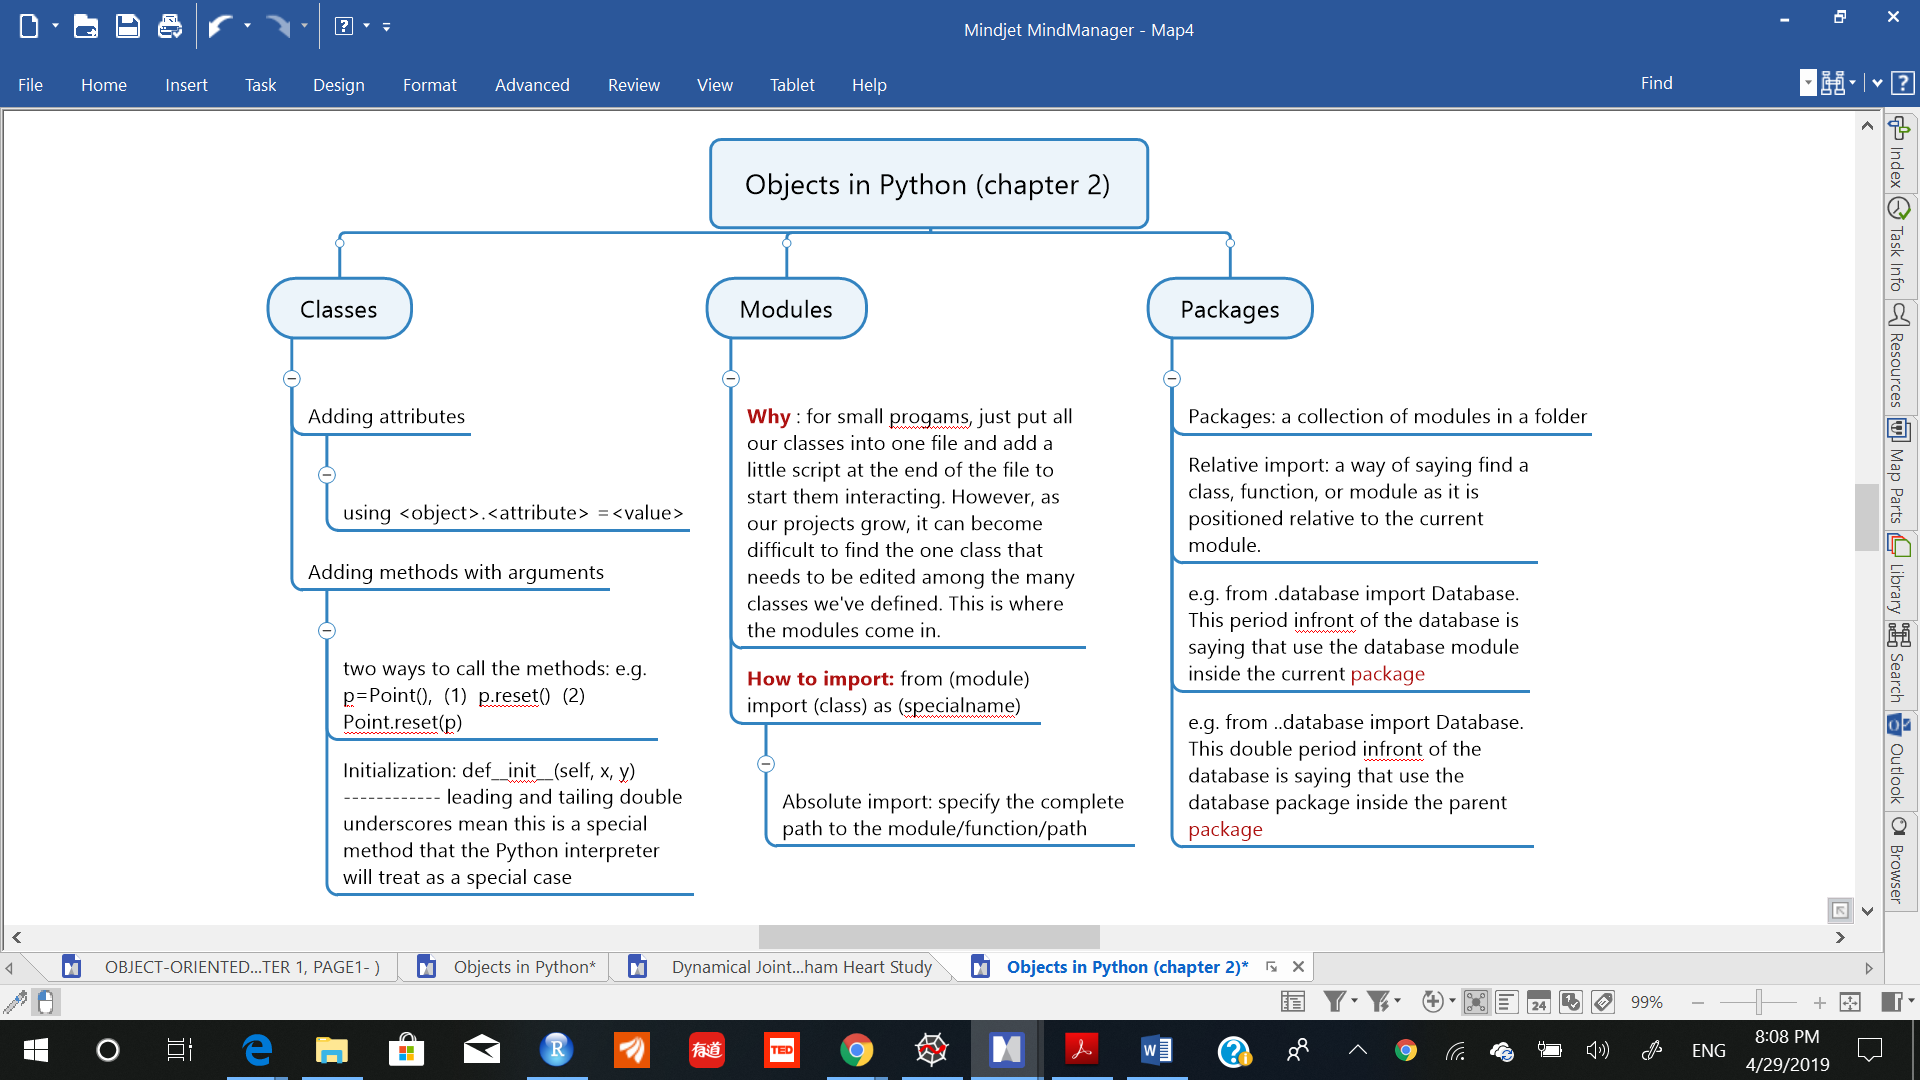 Mindjet MindManager - Map4
File Home Insert Task Design Format Advanced Review View Tablet Help Find
Objects in Python (chapter 2)
Classes
Adding attributes
using <object>.<attribute> =<value>
Adding methods with arguments
two ways to call the methods: e.g.
p=Point(), (1) p.reset() (2)
Point.reset(p)
Initialization: def__init__(self, x, y)
------------ leading and tailing double
underscores mean this is a special
method that the Python interpreter
will treat as a special case
Modules
Why : for small progams, just put all
our classes into one file and add a
little script at the end of the file to
start them interacting. However, as
our projects grow, it can become
difficult to find the one class that
needs to be edited among the many
classes we've defined. This is where
the modules come in.
How to import: from (module)
import (class) as (specialname)
Absolute import: specify the complete
path to the module/function/path
Packages
Packages: a collection of modules in a folder
Relative import: a way of saying find a
class, function, or module as it is
positioned relative to the current
module.
e.g. from .database import Database.
This period infront of the database is
saying that use the database module
inside the current package
e.g. from ..database import Database.
This double period infront of the
database is saying that use the
database package inside the parent
package
Index
Task Info
Resources
Map Parts
Library
Search
Outlook
Browser
OBJECT-ORIENTED...TER 1, PAGE1- )
Objects in Python*
Dynamical Joint...ham Heart Study
Objects in Python (chapter 2)*
24
99%
R
有道
TED
ENG
8:08 PM
4/29/2019